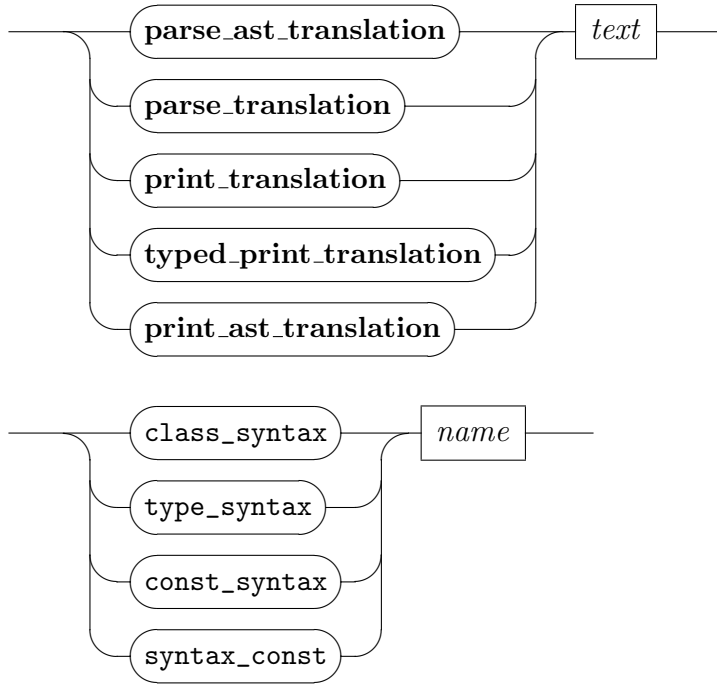 parse_ast_translation text
parse_translation
print_translation
typed_print_translation
print_ast_translation
class_syntax name
type_syntax
const_syntax
syntax_const